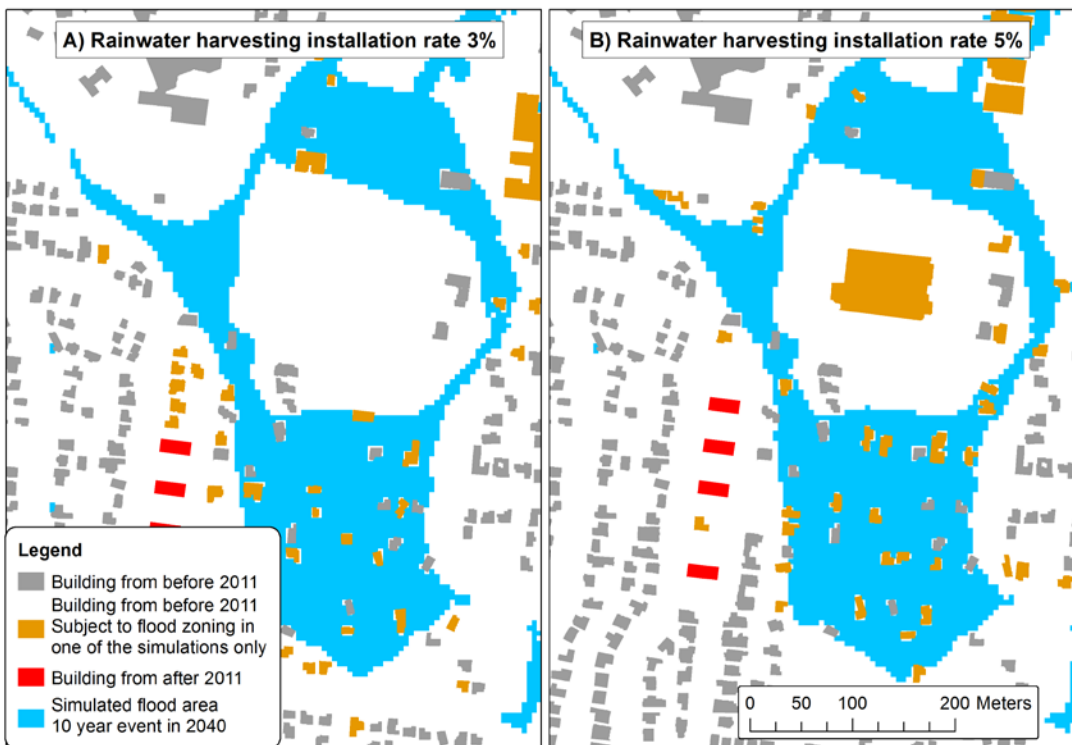 A) Rainwater harvesting installation rate 3%
B) Rainwater harvesting installation rate 5%
Legend
Building from before 2011
Building from before 2011
Subject to flood zoning in
one of the simulations only
Building from after 2011
Simulated flood area
10 year event in 2040
0 50 100 200 Meters